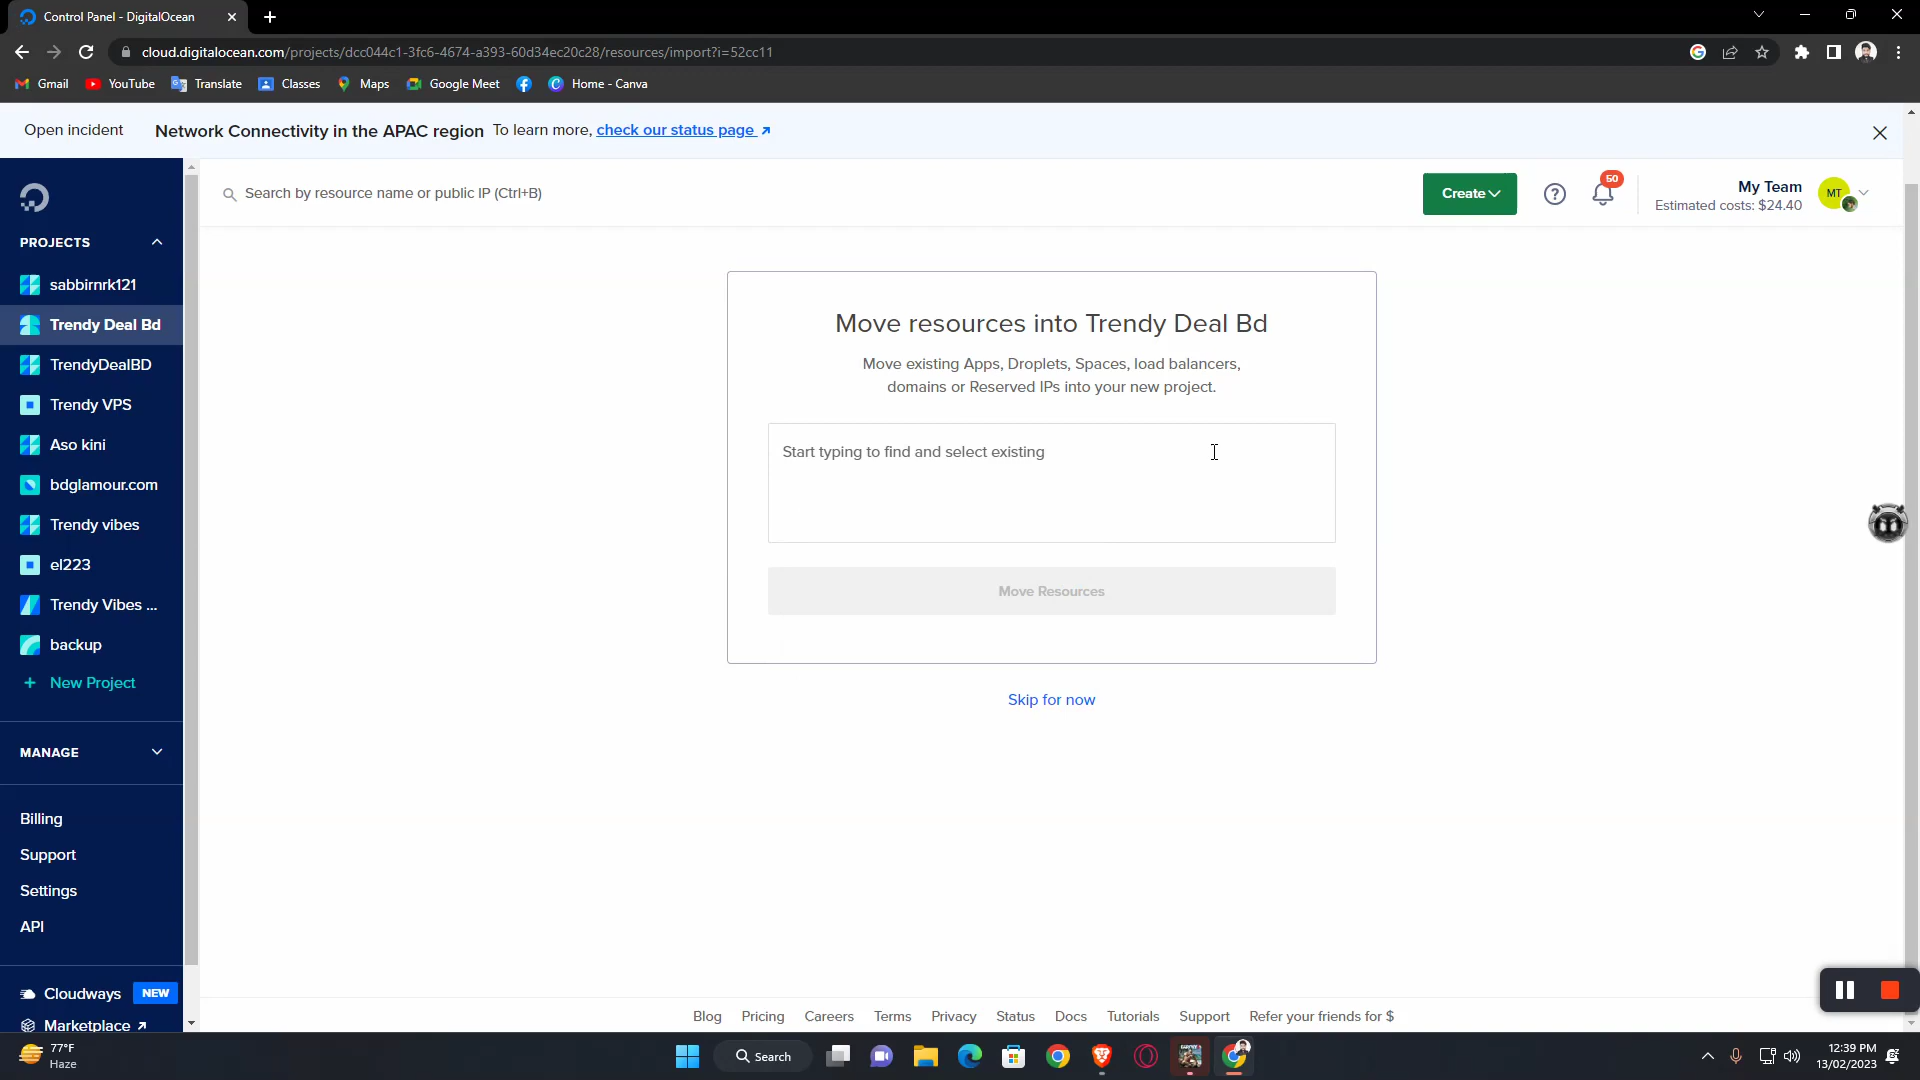 Control Panel - DigitalOcean
cloud.digitalocean.com/projects/dcc044c1-3fc6-4674-a393-60d34ec20c28/resources/import?i=52cc11
Gmail YouTube Translate Classes Maps Google Meet Home - Canva
Open incident Network Connectivity in the APAC region To learn more, check our status page
Search by resource name or public IP (Ctrl+B)
Create
50
My Team
Estimated costs: $24.40
MT
PROJECTS
sabbirnrk121
Trendy Deal Bd
TrendyDealBD
Trendy VPS
Aso kini
bdglamour.com
Trendy vibes
el223
Trendy Vibes ...
backup
+ New Project
MANAGE
Billing
Support
Settings
API
Cloudways NEW
Marketplace
Move resources into Trendy Deal Bd
Move existing Apps, Droplets, Spaces, load balancers,
domains or Reserved IPs into your new project.
Start typing to find and select existing
Move Resources
Skip for now
Blog Pricing Careers Terms Privacy Status Docs Tutorials Support Refer your friends for $
77°F
Haze
Search
12:39 PM
13/02/2023